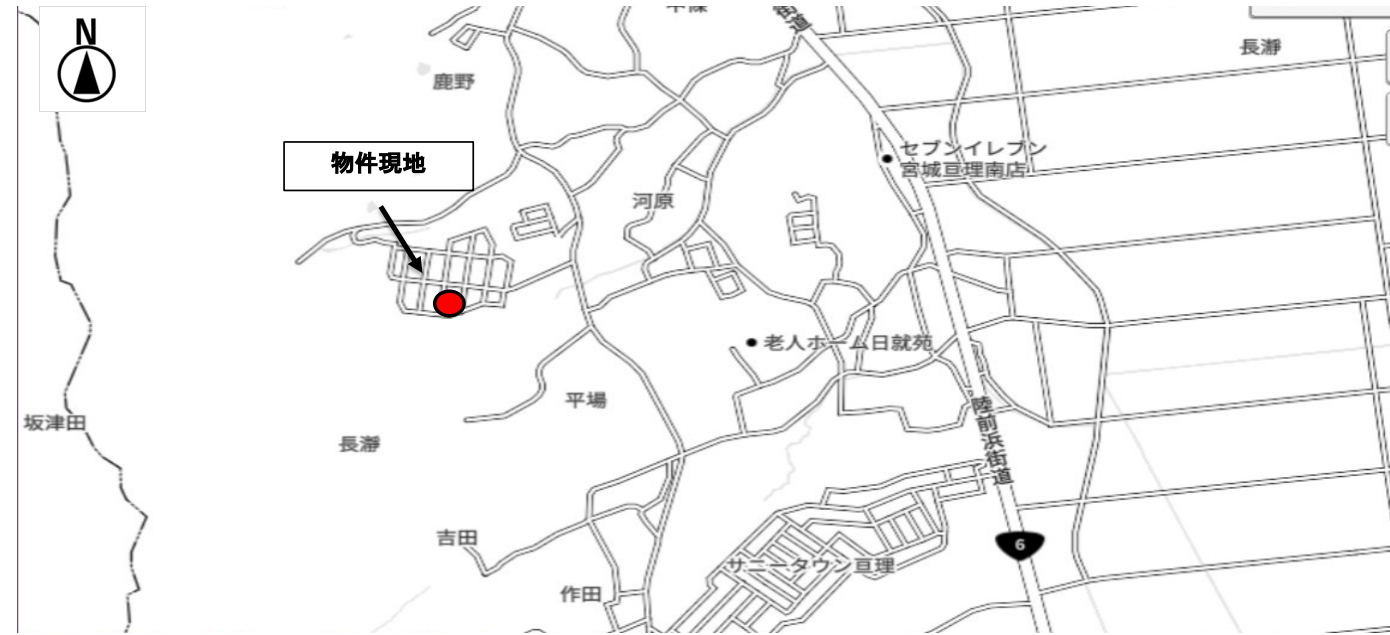 街道
長瀞
N
鹿野
セブンイレブン
宮城亘理南店
物件現地
河原
老人ホーム日就苑
平場
坂津田
陸前浜街道
長瀞
吉田
6
サニータウン亘理
作田